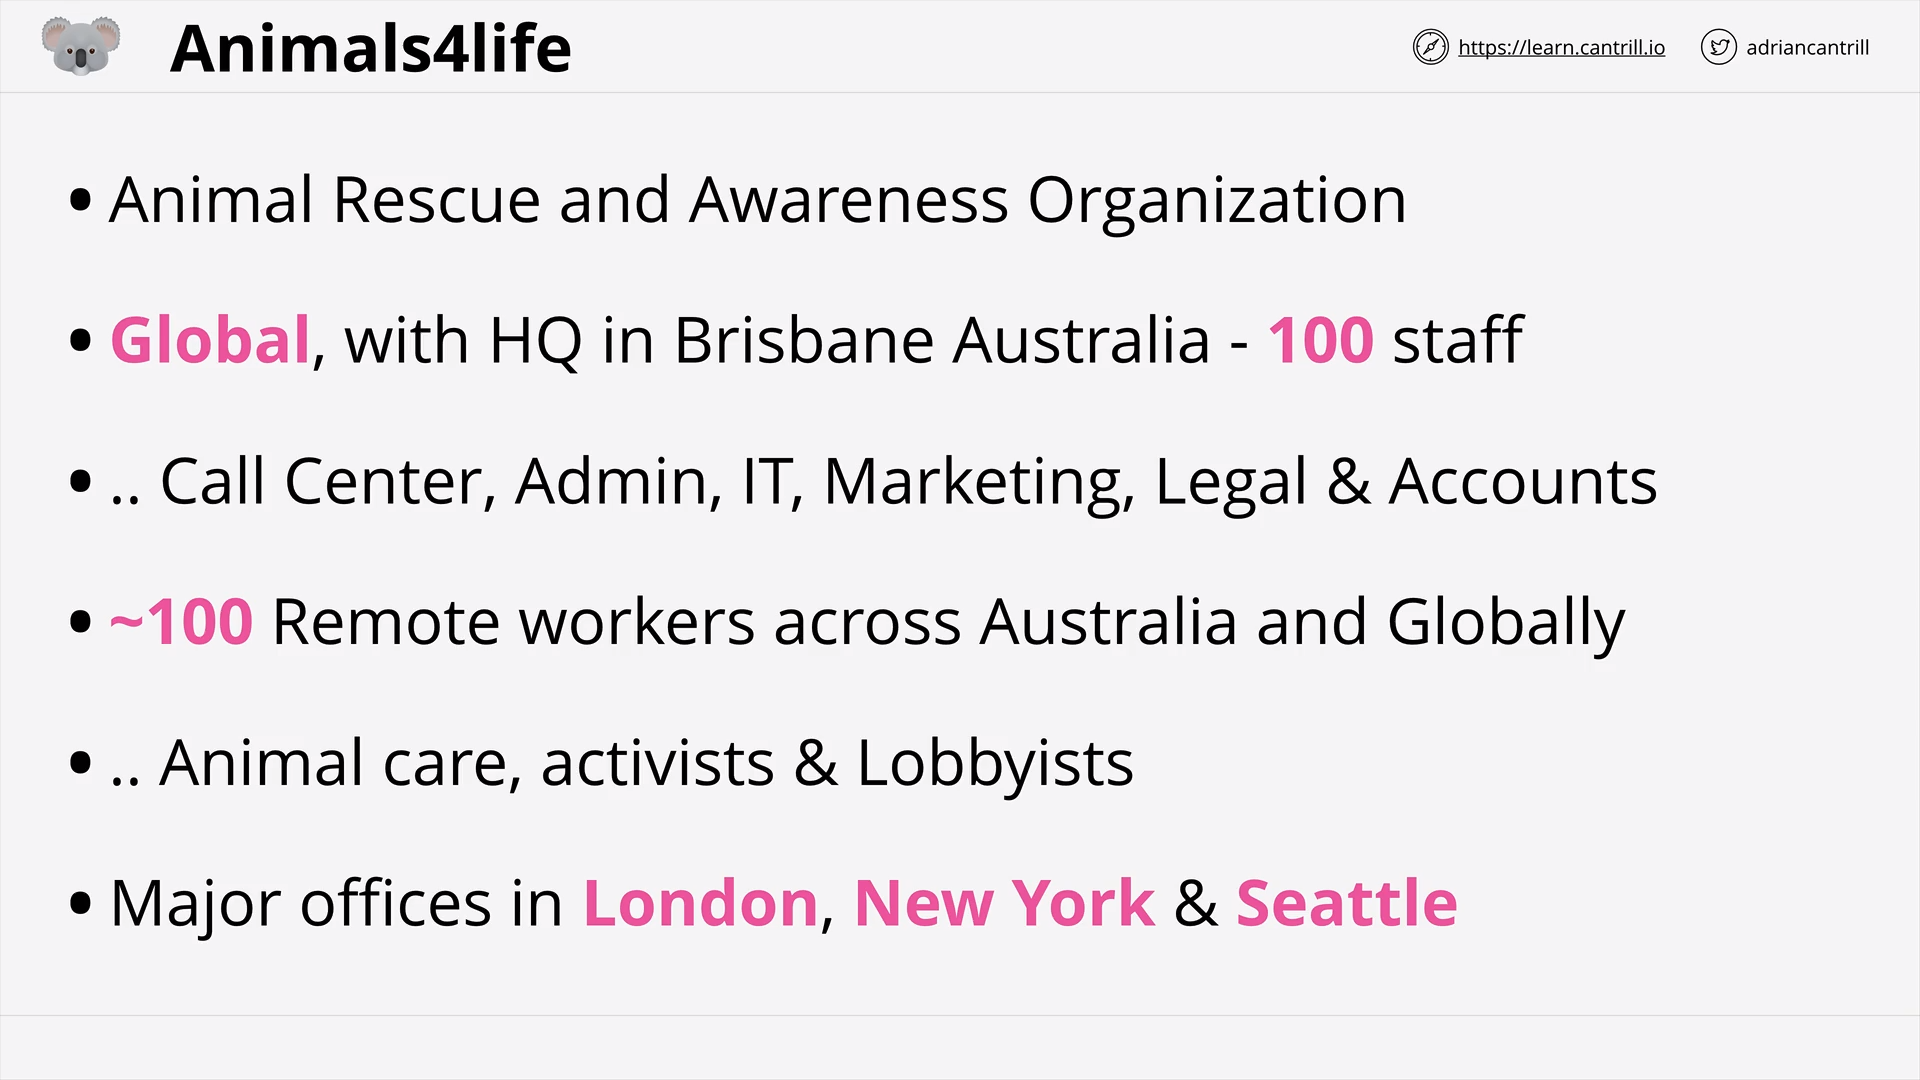 Animals4life
https://learn.cantrill.io
adriancantrill
• Animal Rescue and Awareness Organization
• Global, with HQ in Brisbane Australia - 100 staff
• .. Call Center, Admin, IT, Marketing, Legal & Accounts
• ~100 Remote workers across Australia and Globally
• .. Animal care, activists & Lobbyists
• Major offices in London, New York & Seattle